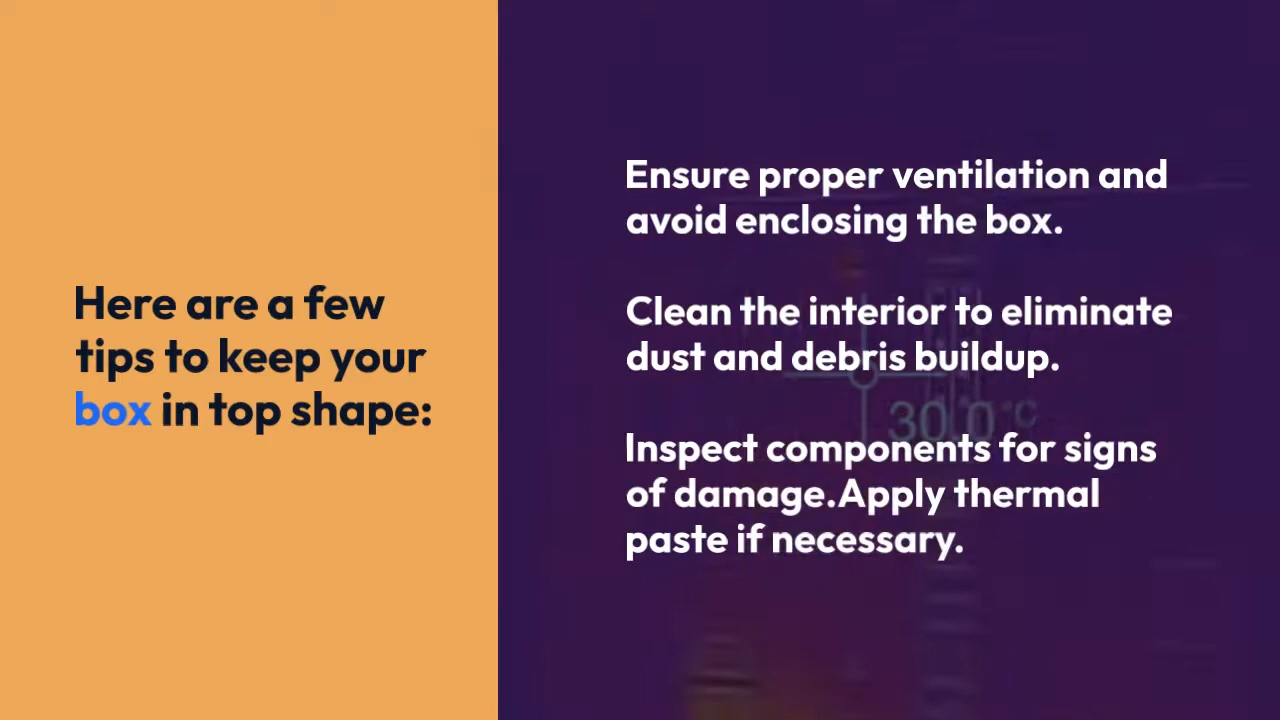 Here are a few
tips to keep your
box in top shape:
Ensure proper ventilation and
avoid enclosing the box.
Clean the interior to eliminate
dust and debris buildup.
30.0 °C
Inspect components for signs
of damage.Apply thermal
paste if necessary.